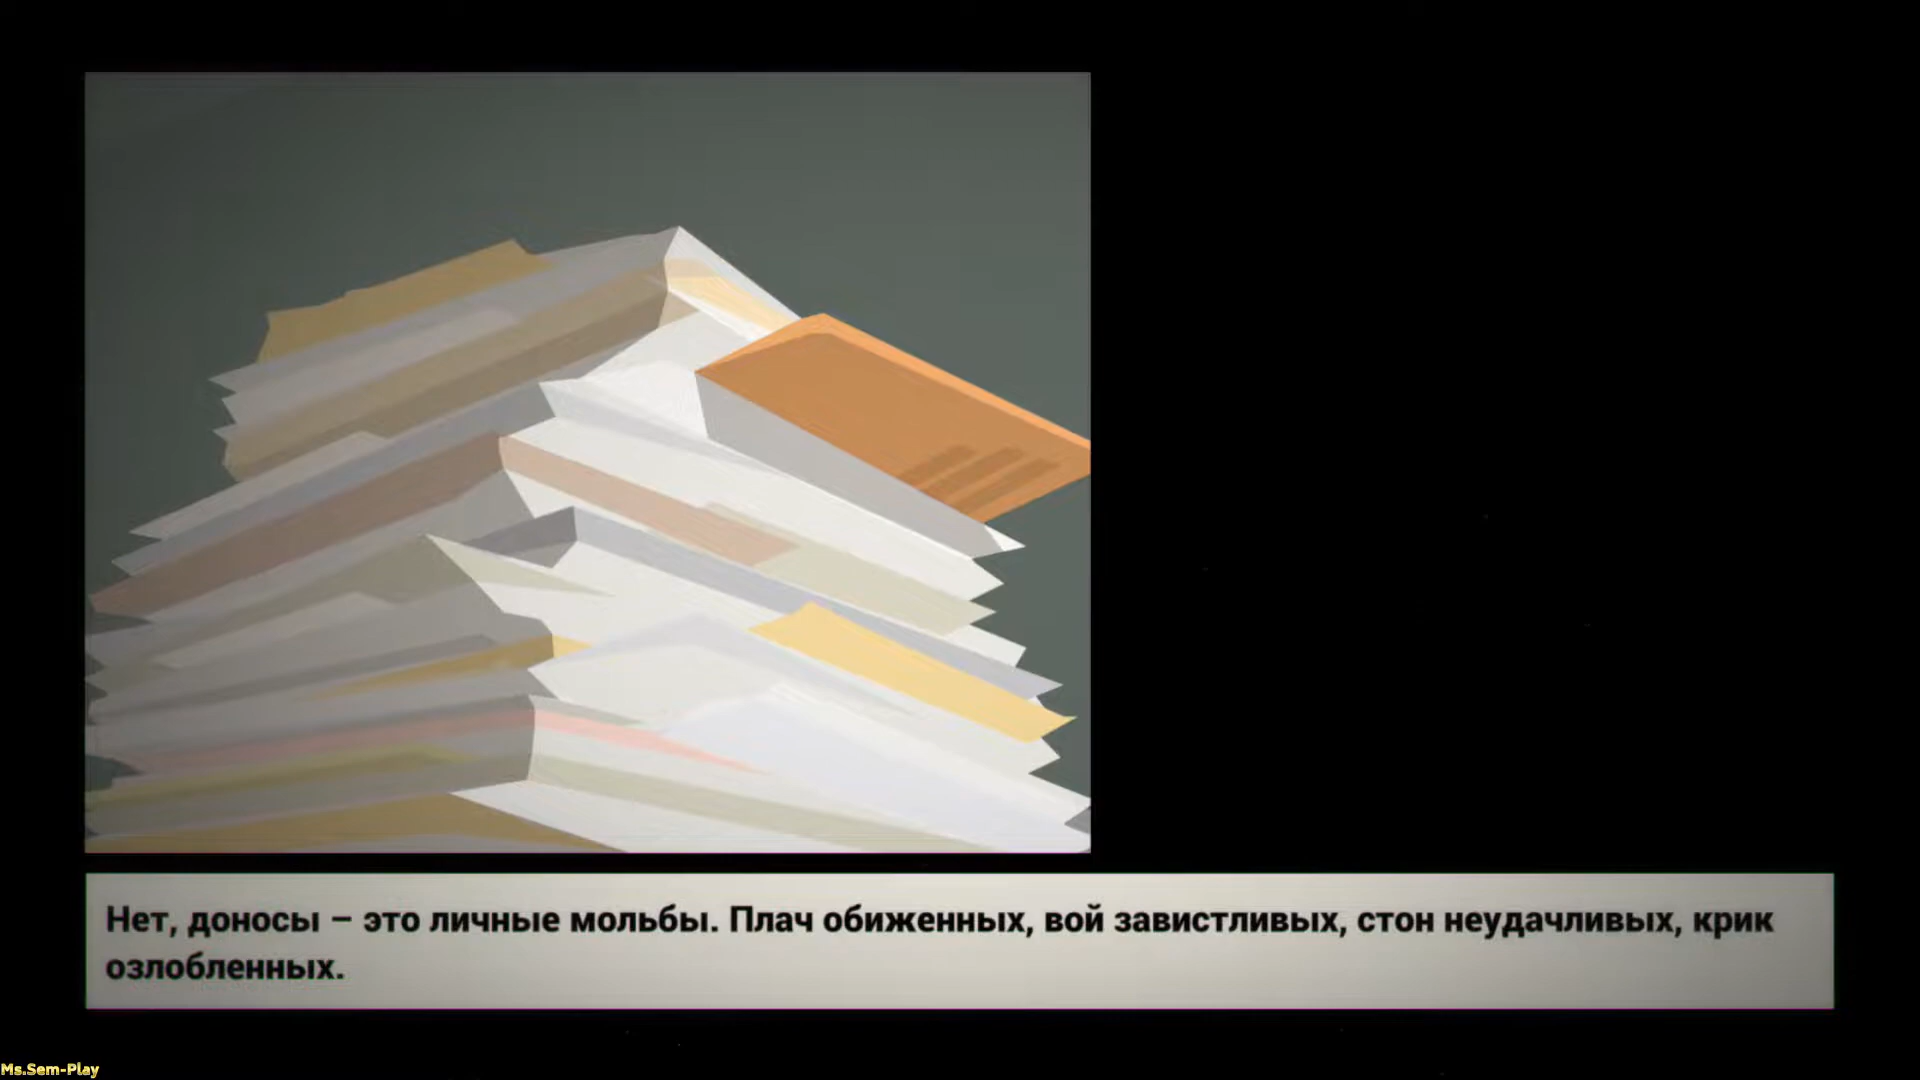 Нет, доносы – это личные мольбы. Плач обиженных, вой завистливых, стон неудачливых, крик
озлобленных.
Ms.Sem-Play